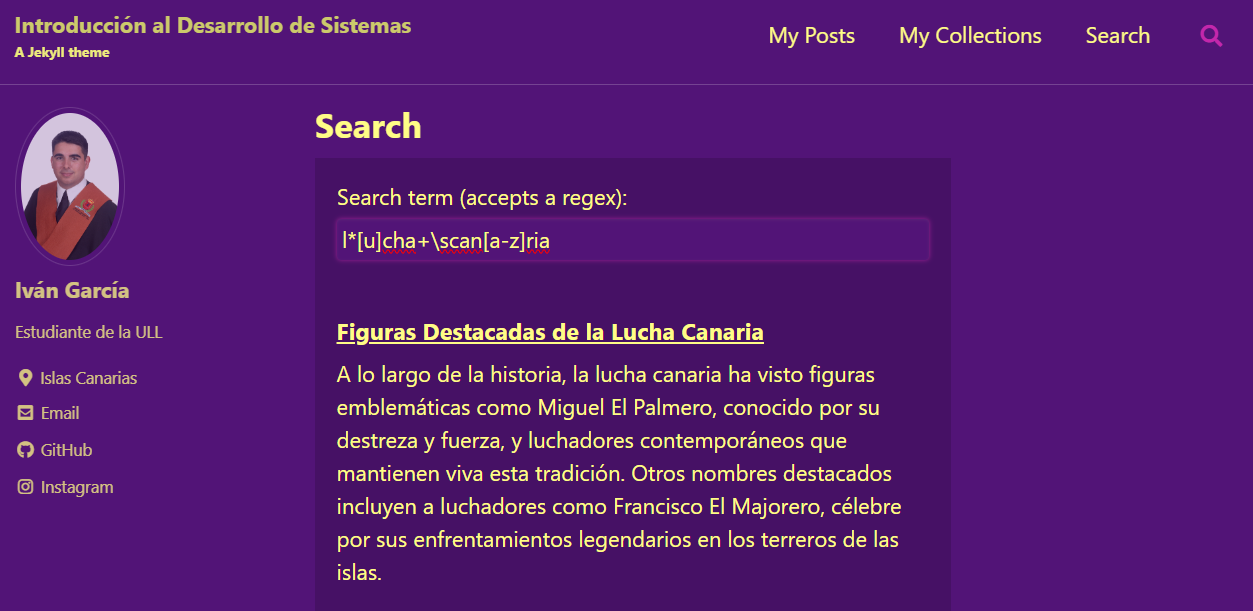 Introducción al Desarrollo de Sistemas
A Jekyll theme
My Posts
My Collections
Search
Iván García
Estudiante de la ULL
Islas Canarias
Email
GitHub
Instagram
Search
Search term (accepts a regex):
l*[u]cha+\scan[a-z]ria
Figuras Destacadas de la Lucha Canaria
A lo largo de la historia, la lucha canaria ha visto figuras
emblemáticas como Miguel El Palmero, conocido por su
destreza y fuerza, y luchadores contemporáneos que
mantienen viva esta tradición. Otros nombres destacados
incluyen a luchadores como Francisco El Majorero, célebre
por sus enfrentamientos legendarios en los terreros de las
islas.